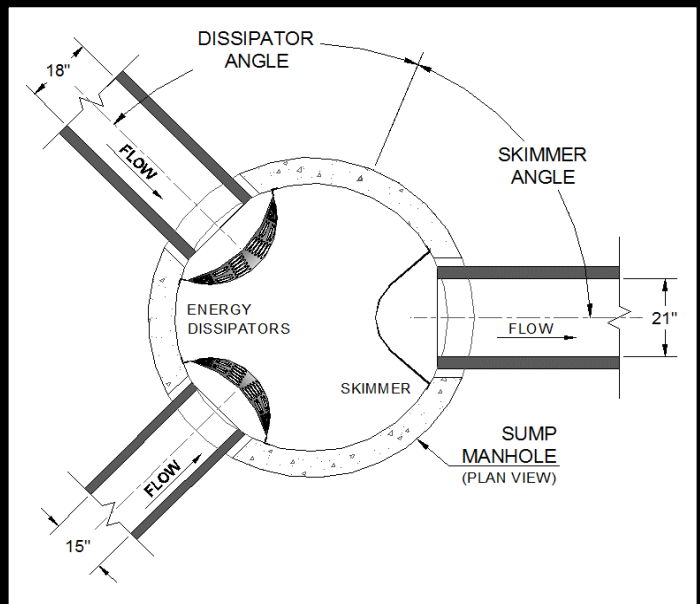 DISSIPATOR
ANGLE
18"
FLOW
SKIMMER
ANGLE
ENERGY
DISSIPATORS
FLOW
21"
SKIMMER
SUMP
MANHOLE
(PLAN VIEW)
FLOW
15"